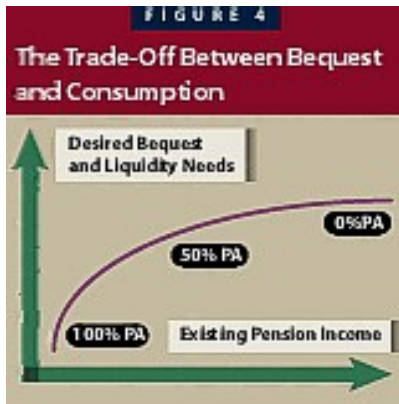 FIGURE 4
The Trade-Off Between Bequest
and Consumption
Desired Bequest
and Liquidity Needs
0%PA
50% PA
100% PA
Existing Pension Income